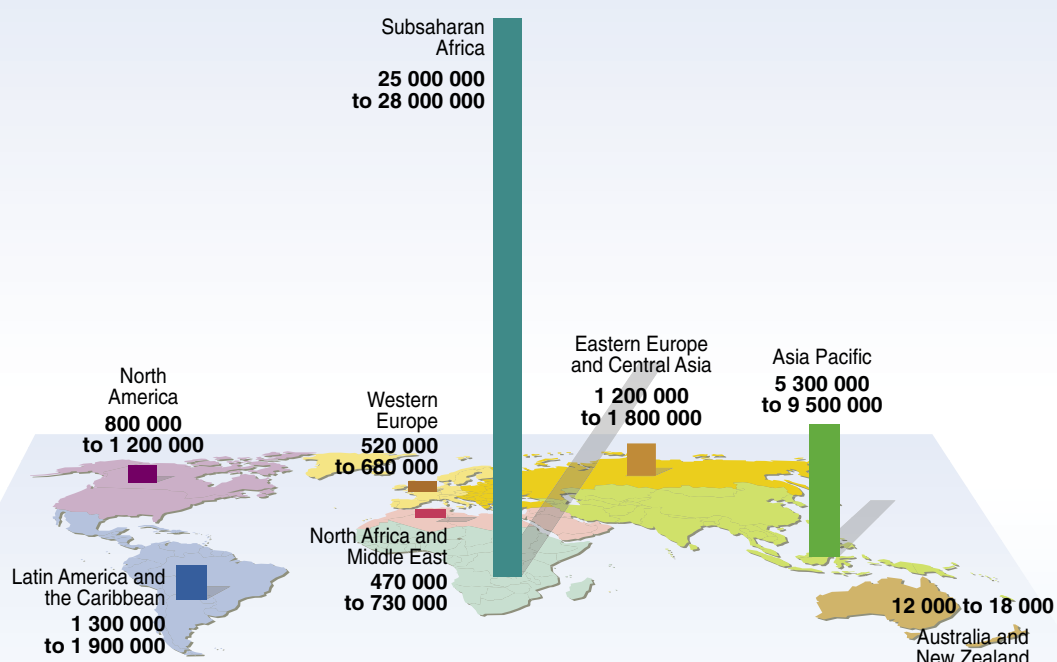 Subsaharan
Africa
25 000 000
to 28 000 000
Eastern Europe
and Central Asia
1 200 000
to 1 800 000
Asia Pacific
5 300 000
to 9 500 000
North
America
800 000
to 1 200 000
Western
Europe
520 000
to 680 000
North Africa and
Middle East
470 000
to 730 000
Latin America and
the Caribbean
1 300 000
to 1 900 000
12 000 to 18 000
Australia and
New Zealand